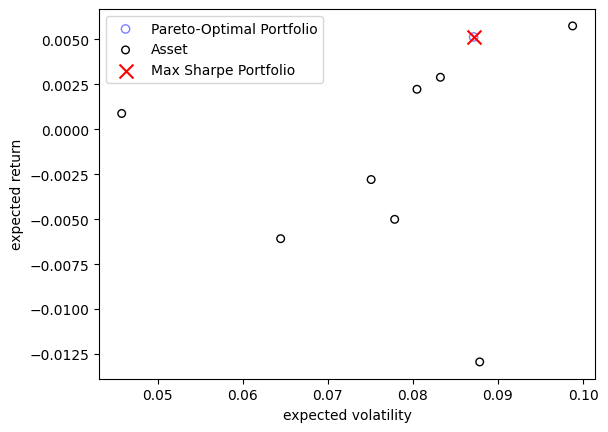 Pareto-Optimal Portfolio
Asset
Max Sharpe Portfolio
0.0050
0.0025
0.0000
−0.0025
−0.0050
−0.0075
−0.0100
−0.0125
expected return
0.05 0.06 0.07 0.08 0.09 0.10
expected volatility